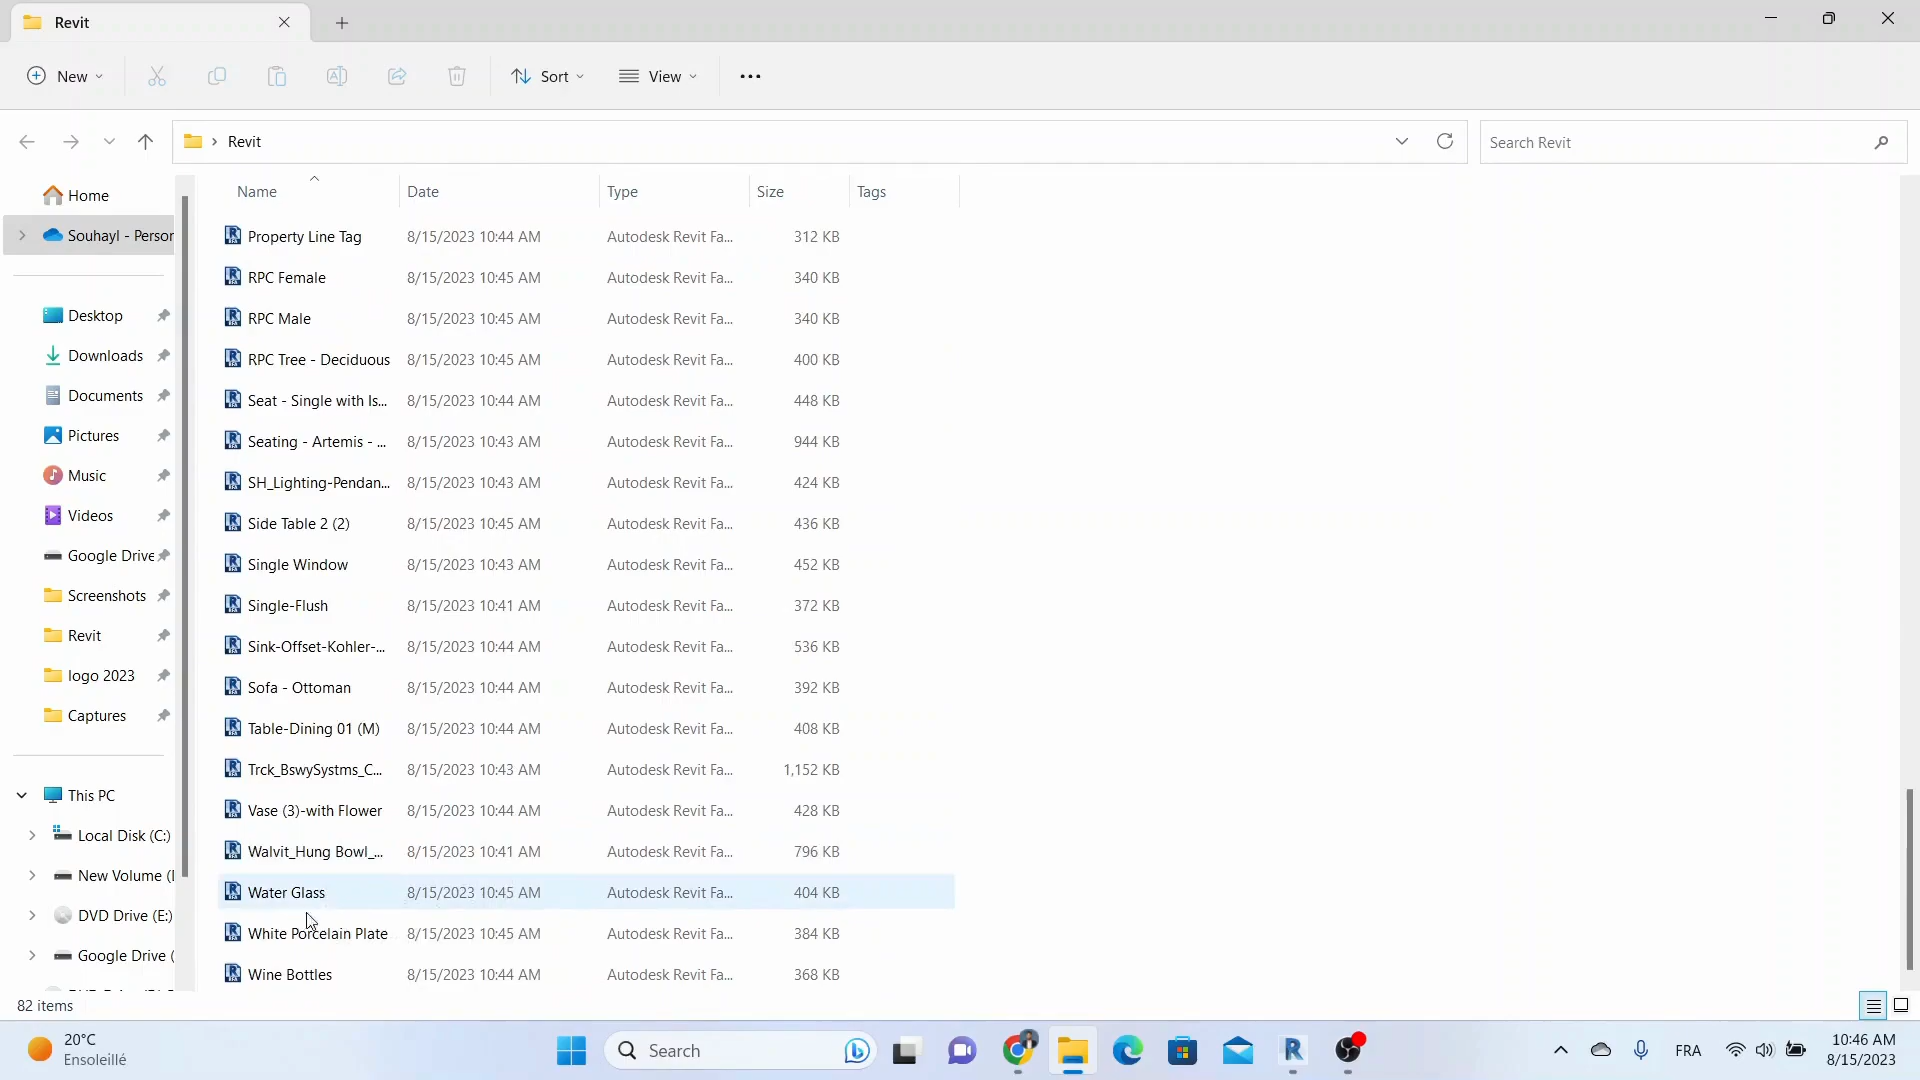 Revit
New
Sort
View
Revit
Search Revit
Name Date Type Size Tags
Home
Souhayl - Person
Desktop
Downloads
Documents
Pictures
Music
Videos
Google Drive
Screenshots
Revit
logo 2023
Captures
This PC
Local Disk (C:)
New Volume (
DVD Drive (E:)
Google Drive (
Property Line Tag 8/15/2023 10:44 AM Autodesk Revit Fa... 312 KB
RPC Female 8/15/2023 10:45 AM Autodesk Revit Fa... 340 KB
RPC Male 8/15/2023 10:45 AM Autodesk Revit Fa... 340 KB
RPC Tree - Deciduous 8/15/2023 10:45 AM Autodesk Revit Fa... 400 KB
Seat - Single with Is... 8/15/2023 10:44 AM Autodesk Revit Fa... 448 KB
Seating - Artemis - ... 8/15/2023 10:43 AM Autodesk Revit Fa... 944 KB
SH_Lighting-Pendan... 8/15/2023 10:43 AM Autodesk Revit Fa... 424 KB
Side Table 2 (2) 8/15/2023 10:45 AM Autodesk Revit Fa... 436 KB
Single Window 8/15/2023 10:43 AM Autodesk Revit Fa... 452 KB
Single-Flush 8/15/2023 10:41 AM Autodesk Revit Fa... 372 KB
Sink-Offset-Kohler-... 8/15/2023 10:44 AM Autodesk Revit Fa... 536 KB
Sofa - Ottoman 8/15/2023 10:44 AM Autodesk Revit Fa... 392 KB
Table-Dining 01 (M) 8/15/2023 10:44 AM Autodesk Revit Fa... 408 KB
Trck_BswySystms_C... 8/15/2023 10:43 AM Autodesk Revit Fa... 1,152 KB
Vase (3)-with Flower 8/15/2023 10:44 AM Autodesk Revit Fa... 428 KB
Walvit_Hung Bowl_... 8/15/2023 10:41 AM Autodesk Revit Fa... 796 KB
Water Glass 8/15/2023 10:45 AM Autodesk Revit Fa... 404 KB
White Porcelain Plate 8/15/2023 10:45 AM Autodesk Revit Fa... 384 KB
Wine Bottles 8/15/2023 10:44 AM Autodesk Revit Fa... 368 KB
82 items
20°C
Ensoleillé
Search
FRA
10:46 AM
8/15/2023